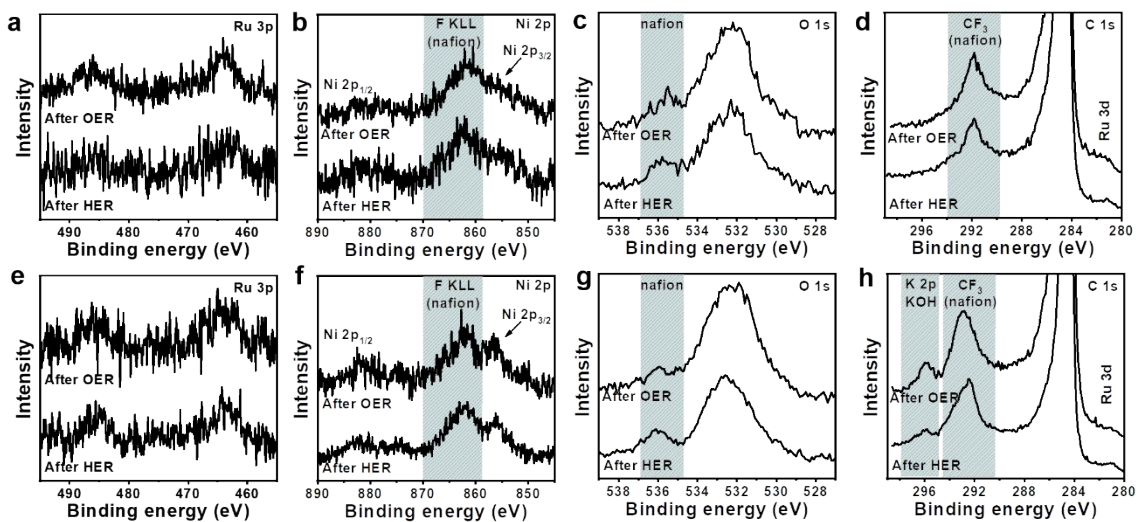 a
Ru 3p
After OER
After HER
Intensity
490 480 470 460
Binding energy (eV)
b
F KLL
(nafion)
Ni 2p
Ni 2p3/2
Ni 2p1/2
After OER
After HER
Intensity
890 880 870 860 850
Binding energy (eV)
c
nafion
O 1s
After OER
After HER
Intensity
538 536 534 532 530 528
Binding energy (eV)
d
CF3
(nafion)
C 1s
Ru 3d
After OER
After HER
Intensity
296 292 288 284 280
Binding energy (eV)
e
Ru 3p
After OER
After HER
Intensity
490 480 470 460
Binding energy (eV)
f
F KLL
(nafion)
Ni 2p
Ni 2p3/2
Ni 2p1/2
After OER
After HER
Intensity
890 880 870 860 850
Binding energy (eV)
g
nafion
O 1s
After OER
After HER
Intensity
538 536 534 532 530 528
Binding energy (eV)
h
K 2p
KOH
CF3
(nafion)
C 1s
Ru 3d
After OER
After HER
Intensity
296 292 288 284 280
Binding energy (eV)